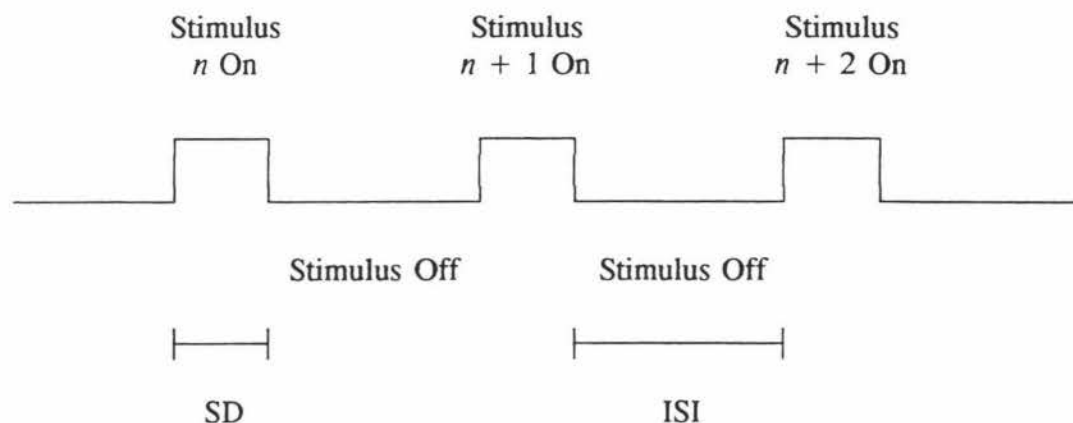 Stimulus
n On
Stimulus
n + 1 On
Stimulus
n + 2 On
Stimulus Off
Stimulus Off
SD
ISI